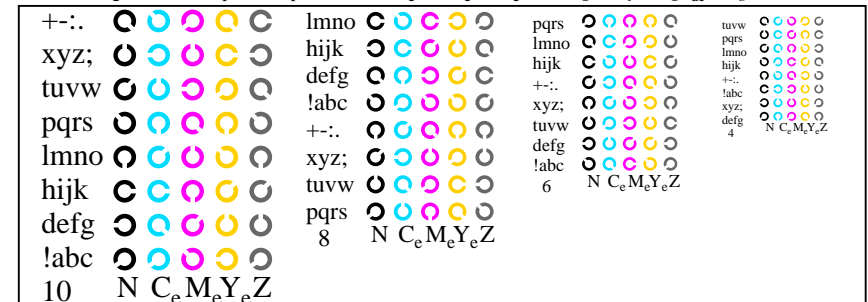 +-:.
xyz;
tuvw
pqrs
lmno
hijk
defg
!abc
10 N CeMeYeZ
lmno
hijk
defg
!abc
+-:.
xyz;
tuvw
pqrs
8 N CeMeYeZ
pqrs
lmno
hijk
+-:.
xyz;
tuvw
defg
!abc
6 N CeMeYeZ
tuvw
pqrs
lmno
hijk
+-:.
!abc
xyz;
defg
4 N CeMeYeZ